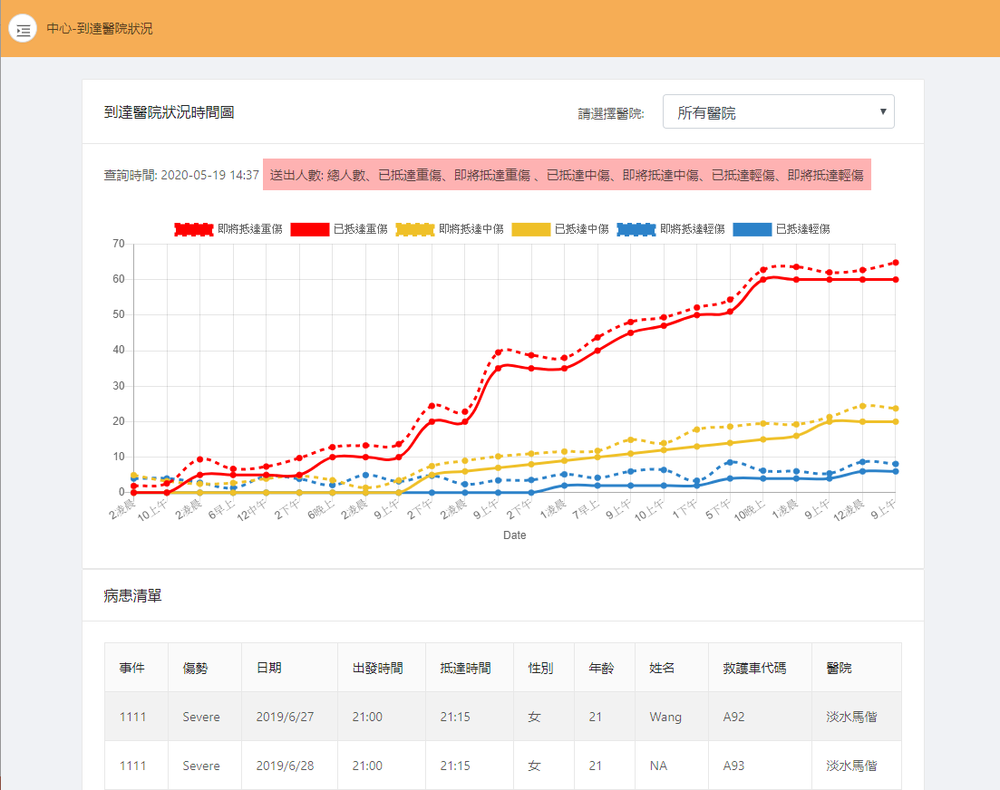 中心-到達醫院狀況
到達醫院狀況時間圖
請選擇醫院:
所有醫院
查詢時間: 2020-05-19 14:37 送出人數: 總人數、已抵達重傷、即將抵達重傷 、已抵達中傷、即將抵達中傷、已抵達輕傷、即將抵達輕傷
即將抵達重傷 已抵達重傷 即將抵達中傷 已抵達中傷 即將抵達輕傷 已抵達輕傷
70
60
50
40
30
20
10
0
2凌晨 10上午 2凌晨 6早上 12中午 2下午 6晚上 2凌晨 9上午 2下午 2凌晨 9上午 2下午 1凌晨 7早上 9上午 10上午 1下午 5下午 10晚上 1凌晨 9上午 12凌晨 9上午
Date
病患清單
事件 傷勢 日期 出發時間 抵達時間 性別 年齡 姓名 救護車代碼 醫院
1111 Severe 2019/6/27 21:00 21:15 女 21 Wang A92 淡水馬偕
1111 Severe 2019/6/28 21:00 21:15 女 21 NA A93 淡水馬偕